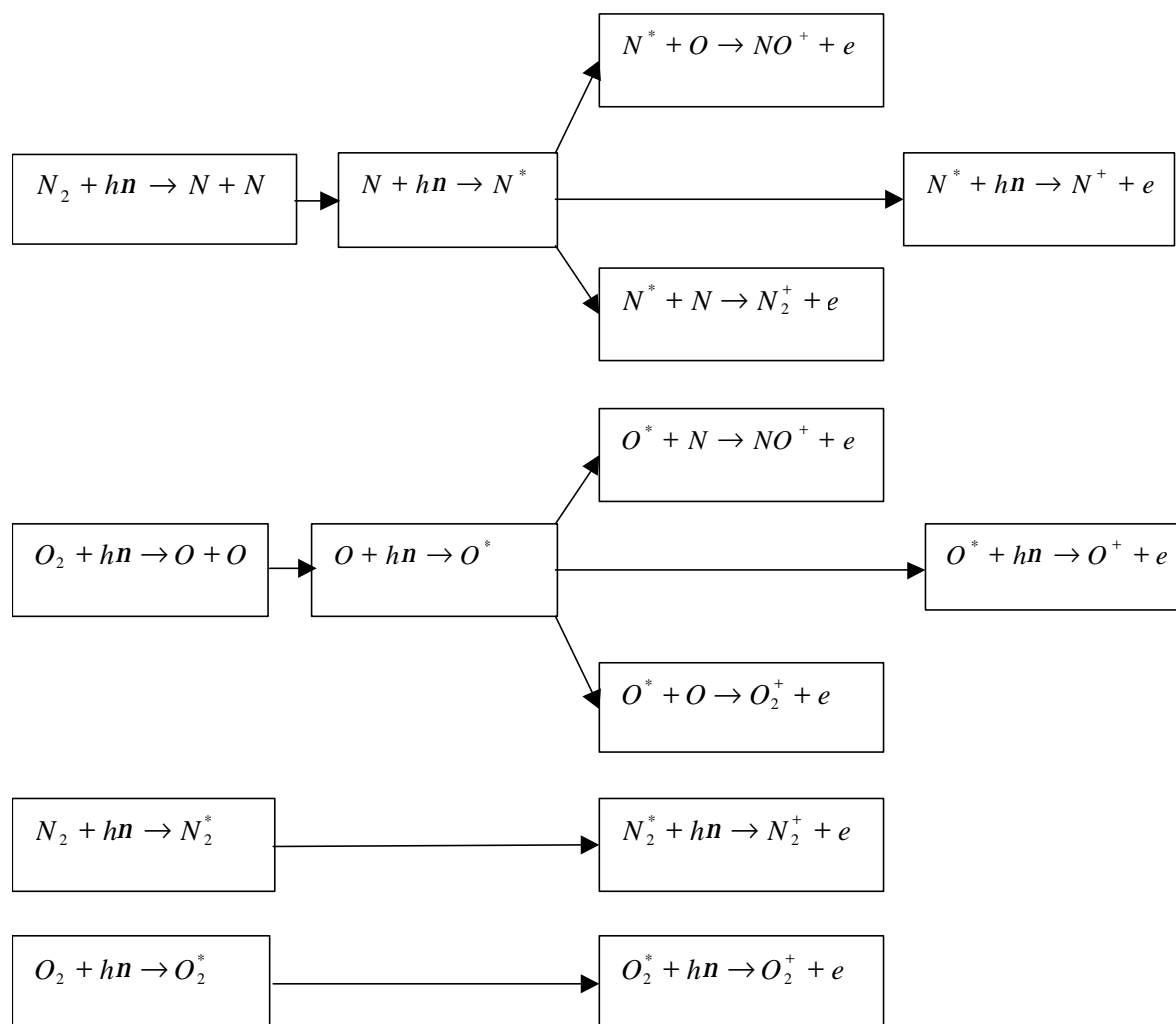 N* + O → NO⁺ + e
N₂ + hn → N + N
N + hn → N*
N* + hn → N⁺ + e
N* + N → N₂⁺ + e
O* + N → NO⁺ + e
O₂ + hn → O + O
O + hn → O*
O* + hn → O⁺ + e
O* + O → O₂⁺ + e
N₂ + hn → N₂*
N₂* + hn → N₂⁺ + e
O₂ + hn → O₂*
O₂* + hn → O₂⁺ + e